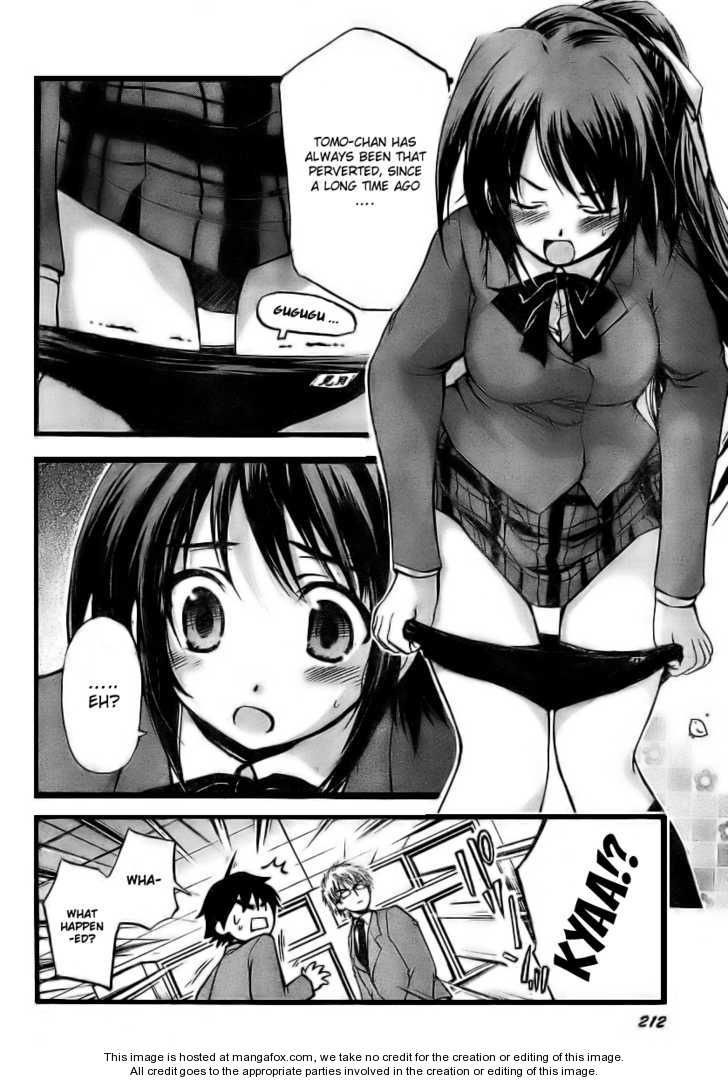 TOMO-CHAN HAS
ALWAYS BEEN THAT
PERVERTED, SINCE
A LONG TIME AGO
....
GUGUGU...
.....
EH?
KYAA!?
WHA-
WHAT
HAPPEN
-ED?
212
This image is hosted at mangafox.com, we take no credit for the creation or editing of this image.
All credit goes to the appropriate parties involved in the creation or editing of this image.